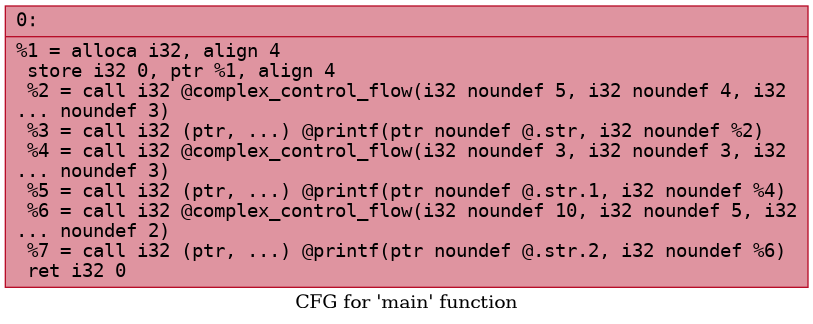 0:
%1 = alloca i32, align 4
store i32 0, ptr %1, align 4
%2 = call i32 @complex_control_flow(i32 noundef 5, i32 noundef 4, i32
... noundef 3)
%3 = call i32 (ptr, ...) @printf(ptr noundef @.str, i32 noundef %2)
%4 = call i32 @complex_control_flow(i32 noundef 3, i32 noundef 3, i32
... noundef 3)
%5 = call i32 (ptr, ...) @printf(ptr noundef @.str.1, i32 noundef %4)
%6 = call i32 @complex_control_flow(i32 noundef 10, i32 noundef 5, i32
... noundef 2)
%7 = call i32 (ptr, ...) @printf(ptr noundef @.str.2, i32 noundef %6)
ret i32 0
CFG for 'main' function